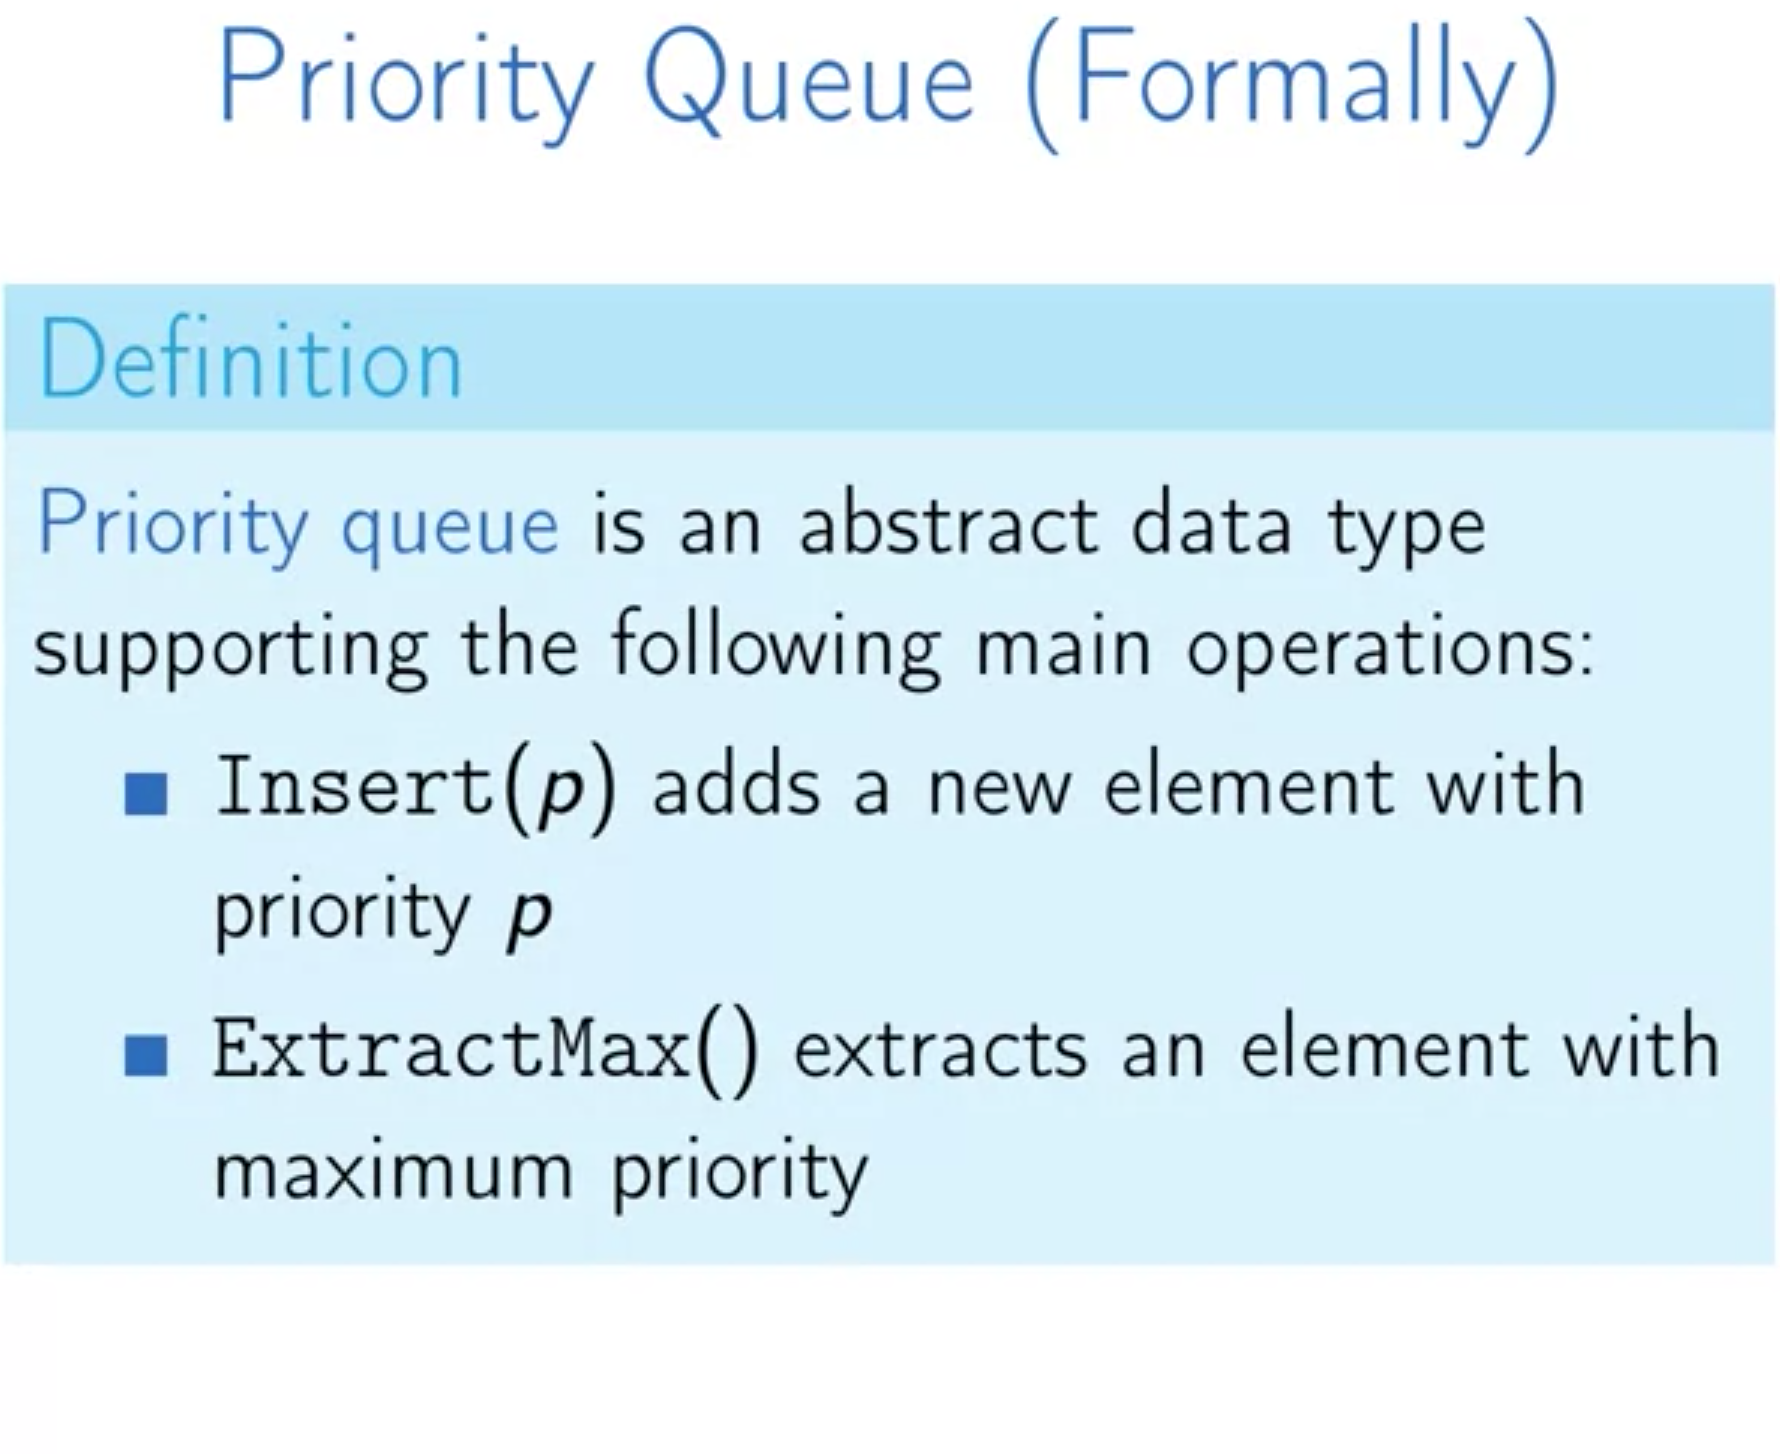 Priority Queue (Formally)
Definition
Priority queue is an abstract data type
supporting the following main operations:
Insert(p) adds a new element with
priority p
ExtractMax() extracts an element with
maximum priority